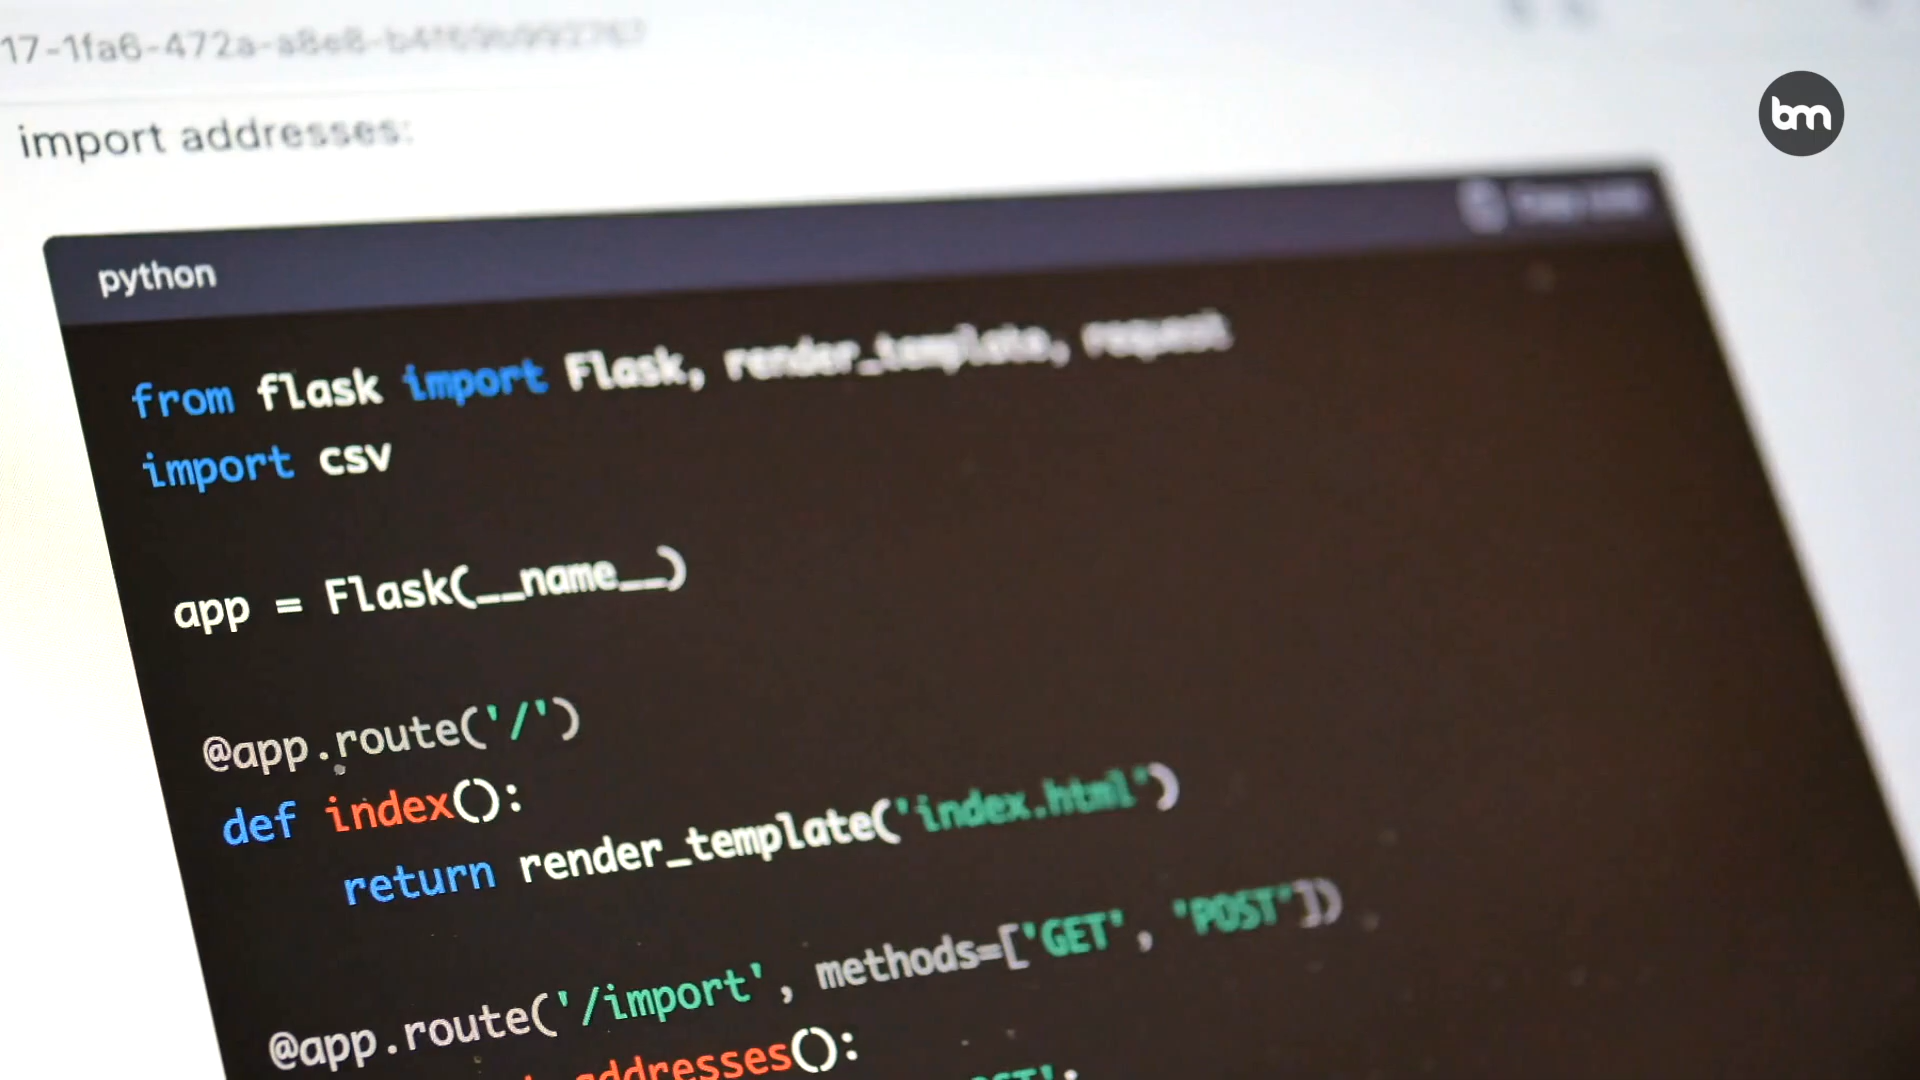 17-1fa6-472a-a8e8-b4f69b992767
bm
import addresses:
python
from flask import Flask, render_template, request
import csv
app = Flask(__name__)
@app.route('/')
def index():
return render_template('index.html')
@app.route('/import', methods=['GET', 'POST'])
addresses():